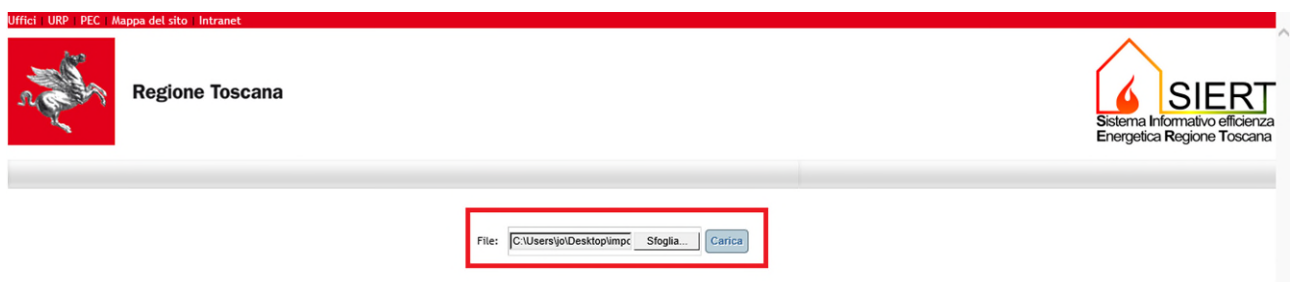 Uffici | URP | PEC | Mappa del sito | Intranet
Regione Toscana
SIERT
Sistema Informativo efficienza
Energetica Regione Toscana
File: C:\Users\jo\Desktop\impo Sfoglia... Carica